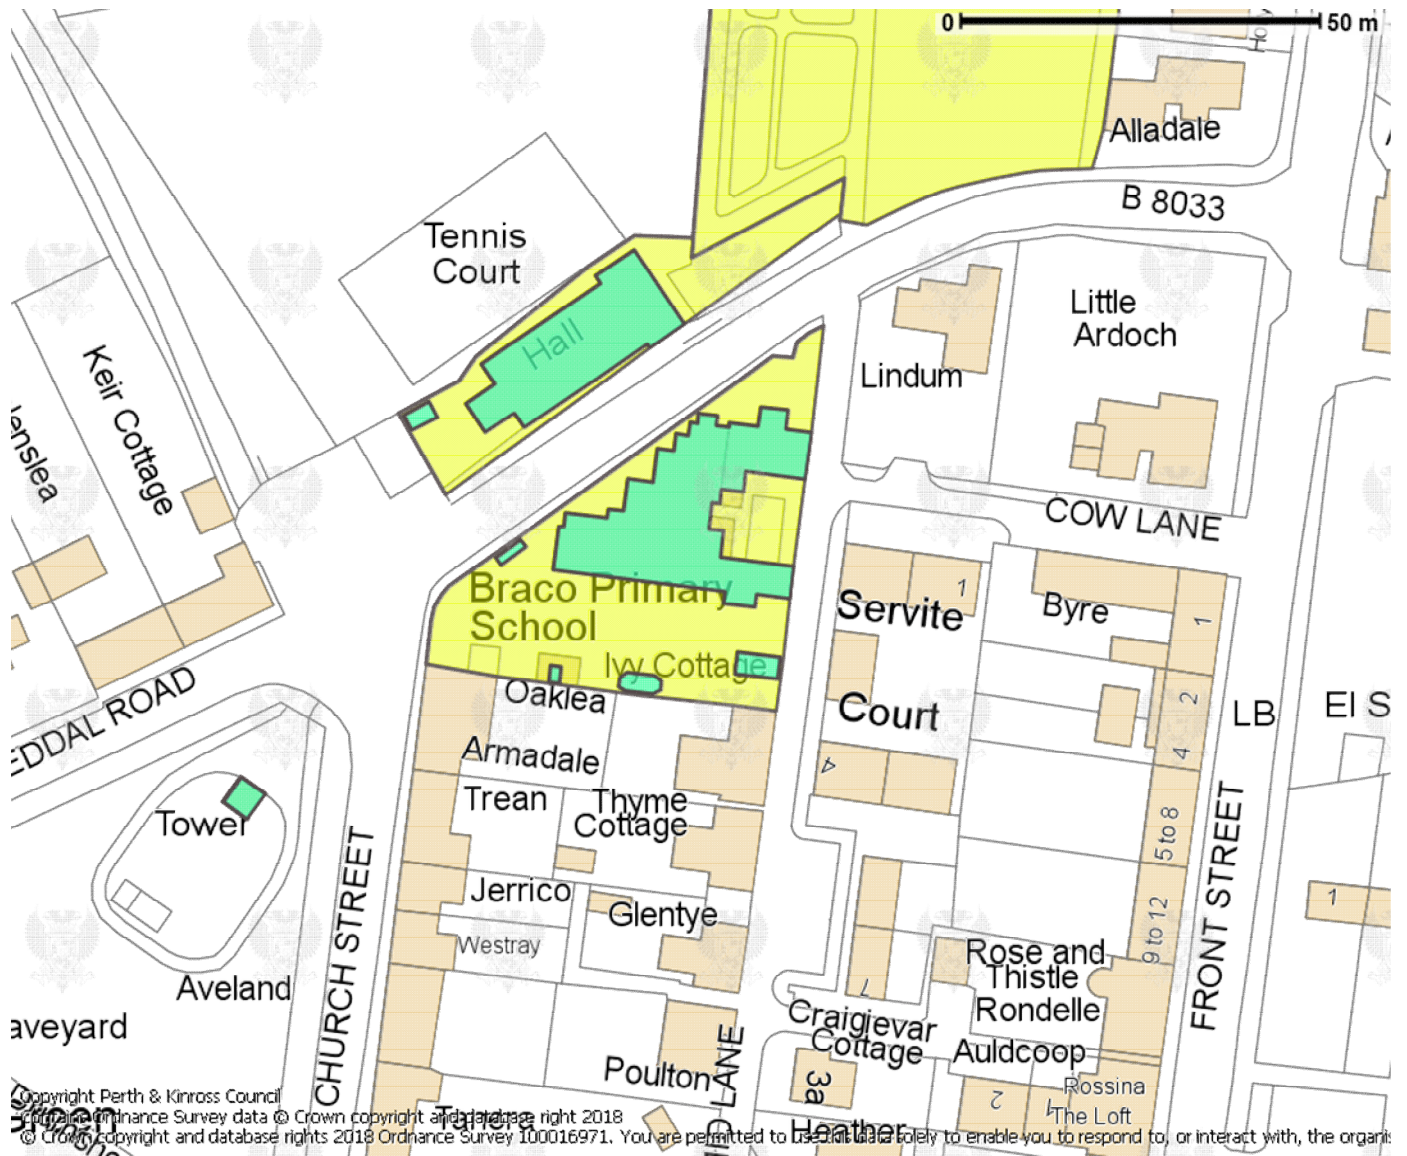 0
50 m
Alladale
B 8033
Tennis
Court
Hall
Little
Ardoch
Lindum
Keir Cottage
COW LANE
Braco Primary
School
Ivy Cottage
Servite
1
Byre
1
Court
2
4
4
LB
Oaklea
Armadale
Trean
Thyme
Cottage
5 to 8
Tower
Jerrico
Glentye
Westray
9 to 12
1
FRONT STREET
CHURCH STREET
Aveland
Rose and
Thistle
Rondelle
7
Craigievar
Cottage
Auldcoop
Poulton
LANE
3a
2
Rossina
The Loft
Copyright Perth & Kinross Council
Contains Ordnance Survey data © Crown copyright and database right 2018
© Crown copyright and database rights 2018 Ordnance Survey 100016971. You are permitted to use this data solely to enable you to respond to, or interact with, the
Tanera
Heather